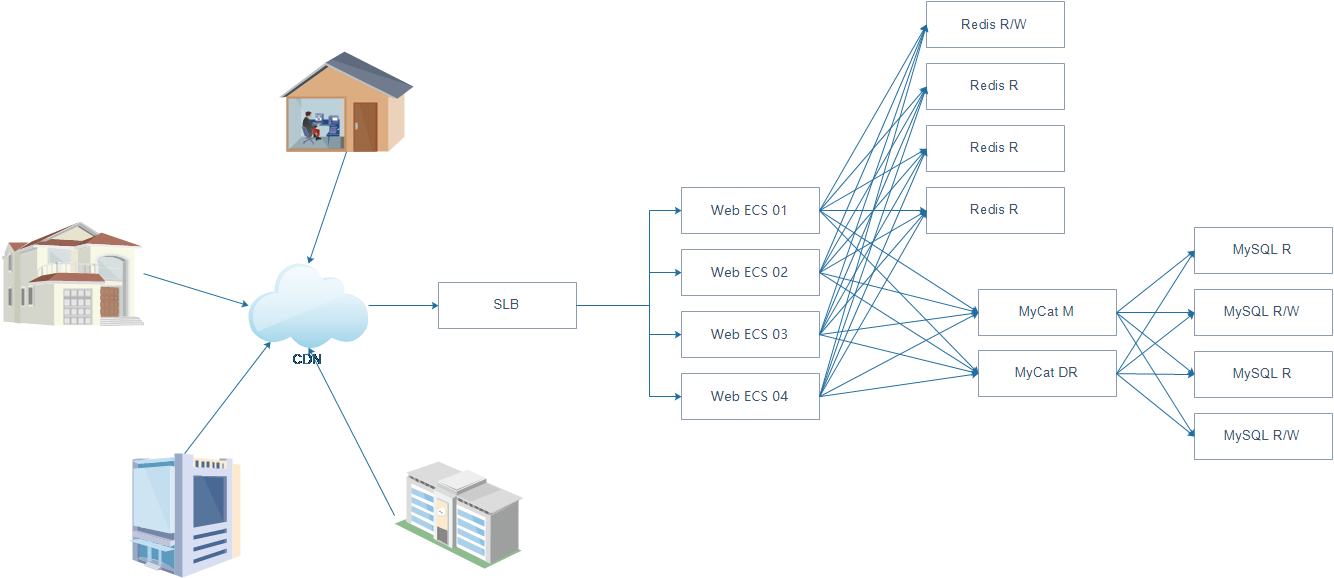 CDN
SLB
Web ECS 01
Web ECS 02
Web ECS 03
Web ECS 04
Redis R/W
Redis R
Redis R
Redis R
MyCat M
MyCat DR
MySQL R
MySQL R/W
MySQL R
MySQL R/W